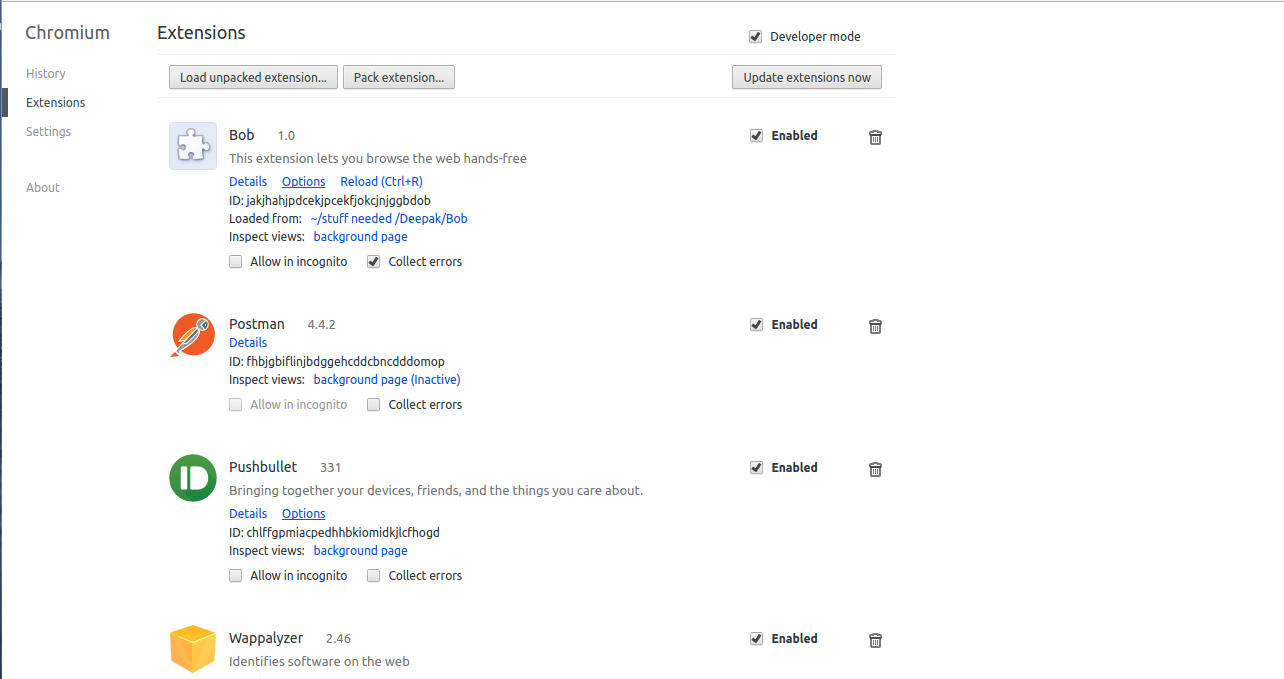 Chromium
Extensions
Developer mode
History
Extensions
Settings
About
Load unpacked extension...
Pack extension...
Update extensions now
Bob 1.0
Enabled
This extension lets you browse the web hands-free
Details Options Reload (Ctrl+R)
ID: jakjhahjpdcekjpcekfjokcjnjggbdob
Loaded from: ~/stuff needed /Deepak/Bob
Inspect views: background page
Allow in incognito Collect errors
Postman 4.4.2
Enabled
Details
ID: fhbjgbiflinjbdggehcddcbncdddomop
Inspect views: background page (Inactive)
Allow in incognito Collect errors
Pushbullet 331
Enabled
Bringing together your devices, friends, and the things you care about.
Details Options
ID: chlffgpmiacpedhhbkiomidkjlcfhogd
Inspect views: background page
Allow in incognito Collect errors
Wappalyzer 2.46
Enabled
Identifies software on the web